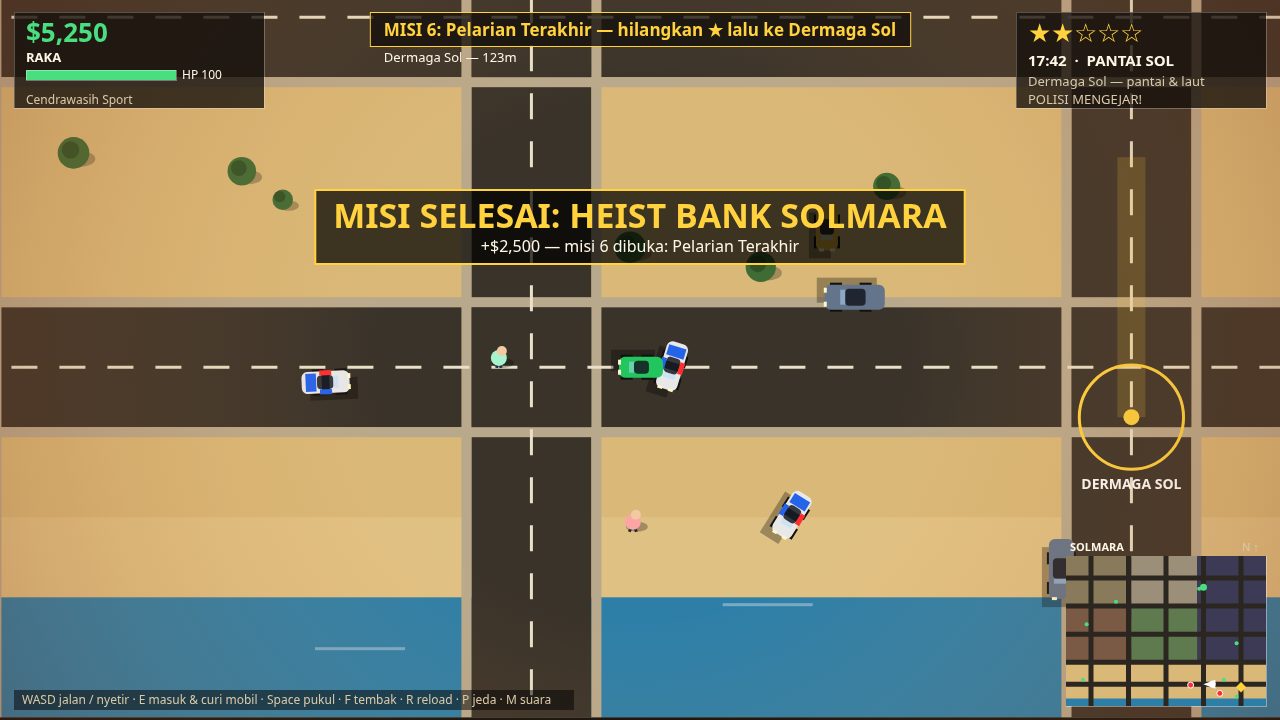 $5,250
RAKA
HP 100
Cendrawasih Sport
MISI 6: Pelarian Terakhir — hilangkan ★ lalu ke Dermaga Sol
Dermaga Sol — 123m
★★☆☆☆
17:42 · PANTAI SOL
Dermaga Sol — pantai & laut
POLISI MENGEJAR!
MISI SELESAI: HEIST BANK SOLMARA
+$2,500 — misi 6 dibuka: Pelarian Terakhir
DERMAGA SOL
SOLMARA
N ↑
WASD jalan / nyetir · E masuk & curi mobil · Space pukul · F tembak · R reload · P jeda · M suara